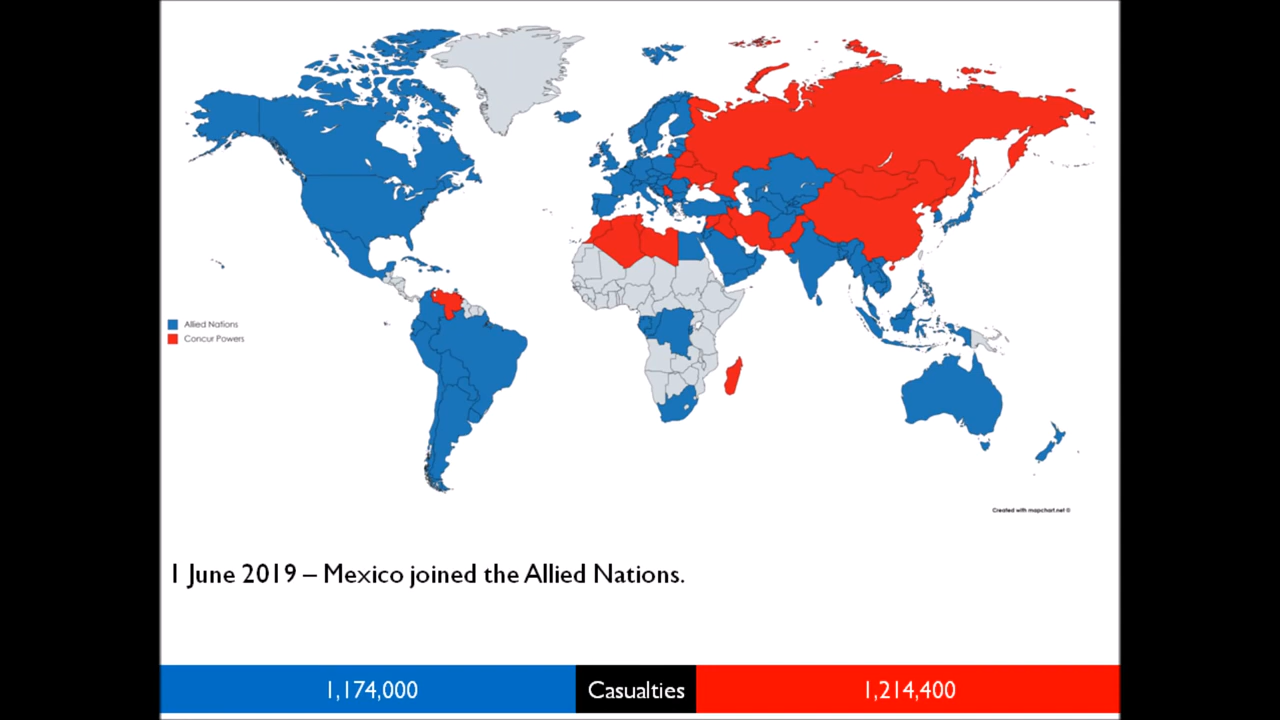 Allied Nations
Concur Powers
Created with mapchart.net ©
1 June 2019 – Mexico joined the Allied Nations.
1,174,000 Casualties 1,214,400